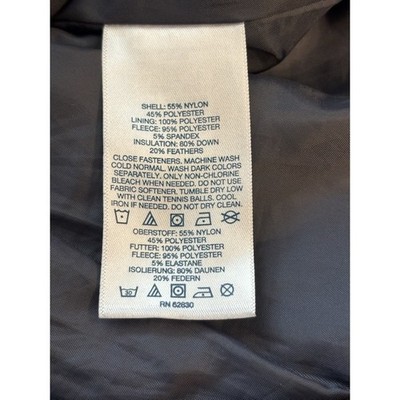 SHELL: 55% NYLON
45% POLYESTER
LINING: 100% POLYESTER
FLEECE: 95% POLYESTER
5% SPANDEX
INSULATION: 80% DOWN
20% FEATHERS
CLOSE FASTENERS. MACHINE WASH
COLD NORMAL. WASH DARK COLORS
SEPARATELY. ONLY NON-CHLORINE
BLEACH WHEN NEEDED. DO NOT USE
FABRIC SOFTENER. TUMBLE DRY LOW
WITH CLEAN TENNIS BALLS. COOL
IRON IF NEEDED. DO NOT DRY CLEAN.
OBERSTOFF: 55% NYLON
45% POLYESTER
FUTTER: 100% POLYESTER
FLEECE: 95% POLYESTER
5% ELASTANE
ISOLIERUNG: 80% DAUNEN
20% FEDERN
30
RN 52830